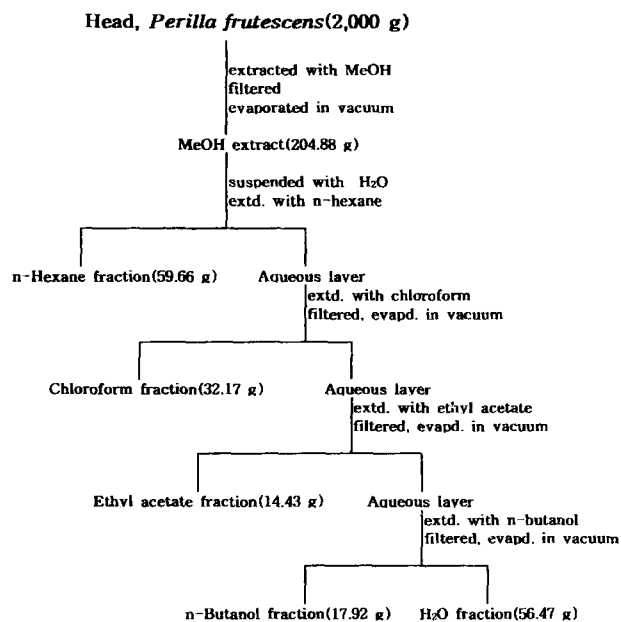 Head, Perilla frutescens(2,000 g)
extracted with MeOH
filtered
evaporated in vacuum
MeOH extract(204.88 g)
suspended with H₂O
extd. with n-hexane
n-Hexane fraction(59.66 g)
Aqueous layer
extd. with chloroform
filtered, evapd. in vacuum
Chloroform fraction(32.17 g)
Aqueous layer
extd. with ethyl acetate
filtered, evapd. in vacuum
Ethyl acetate fraction(14.43 g)
Aqueous layer
extd. with n-butanol
filtered, evapd. in vacuum
n-Butanol fraction(17.92 g)
H₂O fraction(56.47 g)